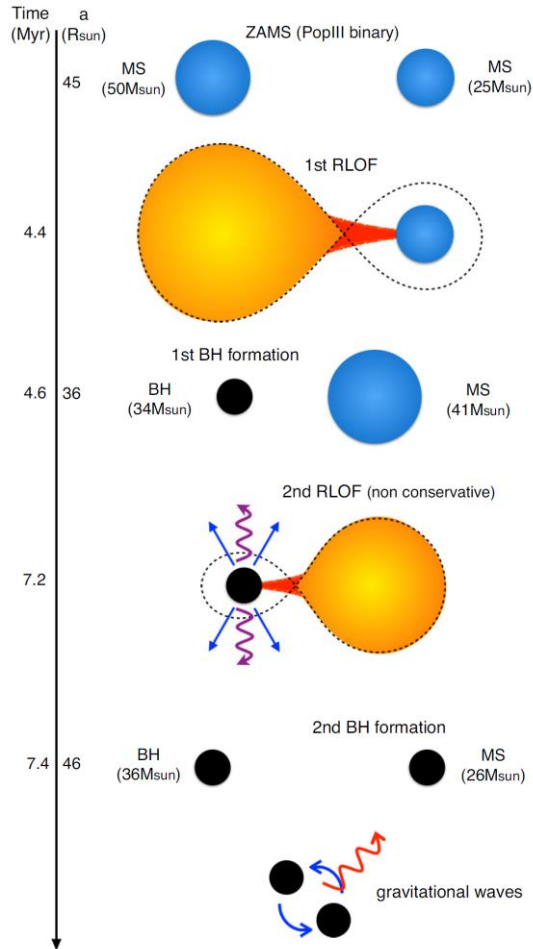 Time a
(Myr) (Rsun)
ZAMS (PopIII binary)
MS MS
45 (50Msun) (25Msun)
1st RLOF
4.4
1st BH formation
4.6 36 BH MS
(34Msun) (41Msun)
2nd RLOF (non conservative)
7.2
2nd BH formation
7.4 46 BH MS
(36Msun) (26Msun)
gravitational waves